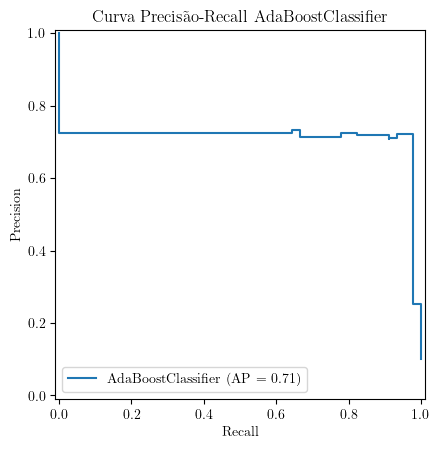 Curva Precisão-Recall AdaBoostClassifier
1.0
0.8
0.6
0.4
0.2
0.0
Precision
AdaBoostClassifier (AP = 0.71)
0.0 0.2 0.4 0.6 0.8 1.0
Recall